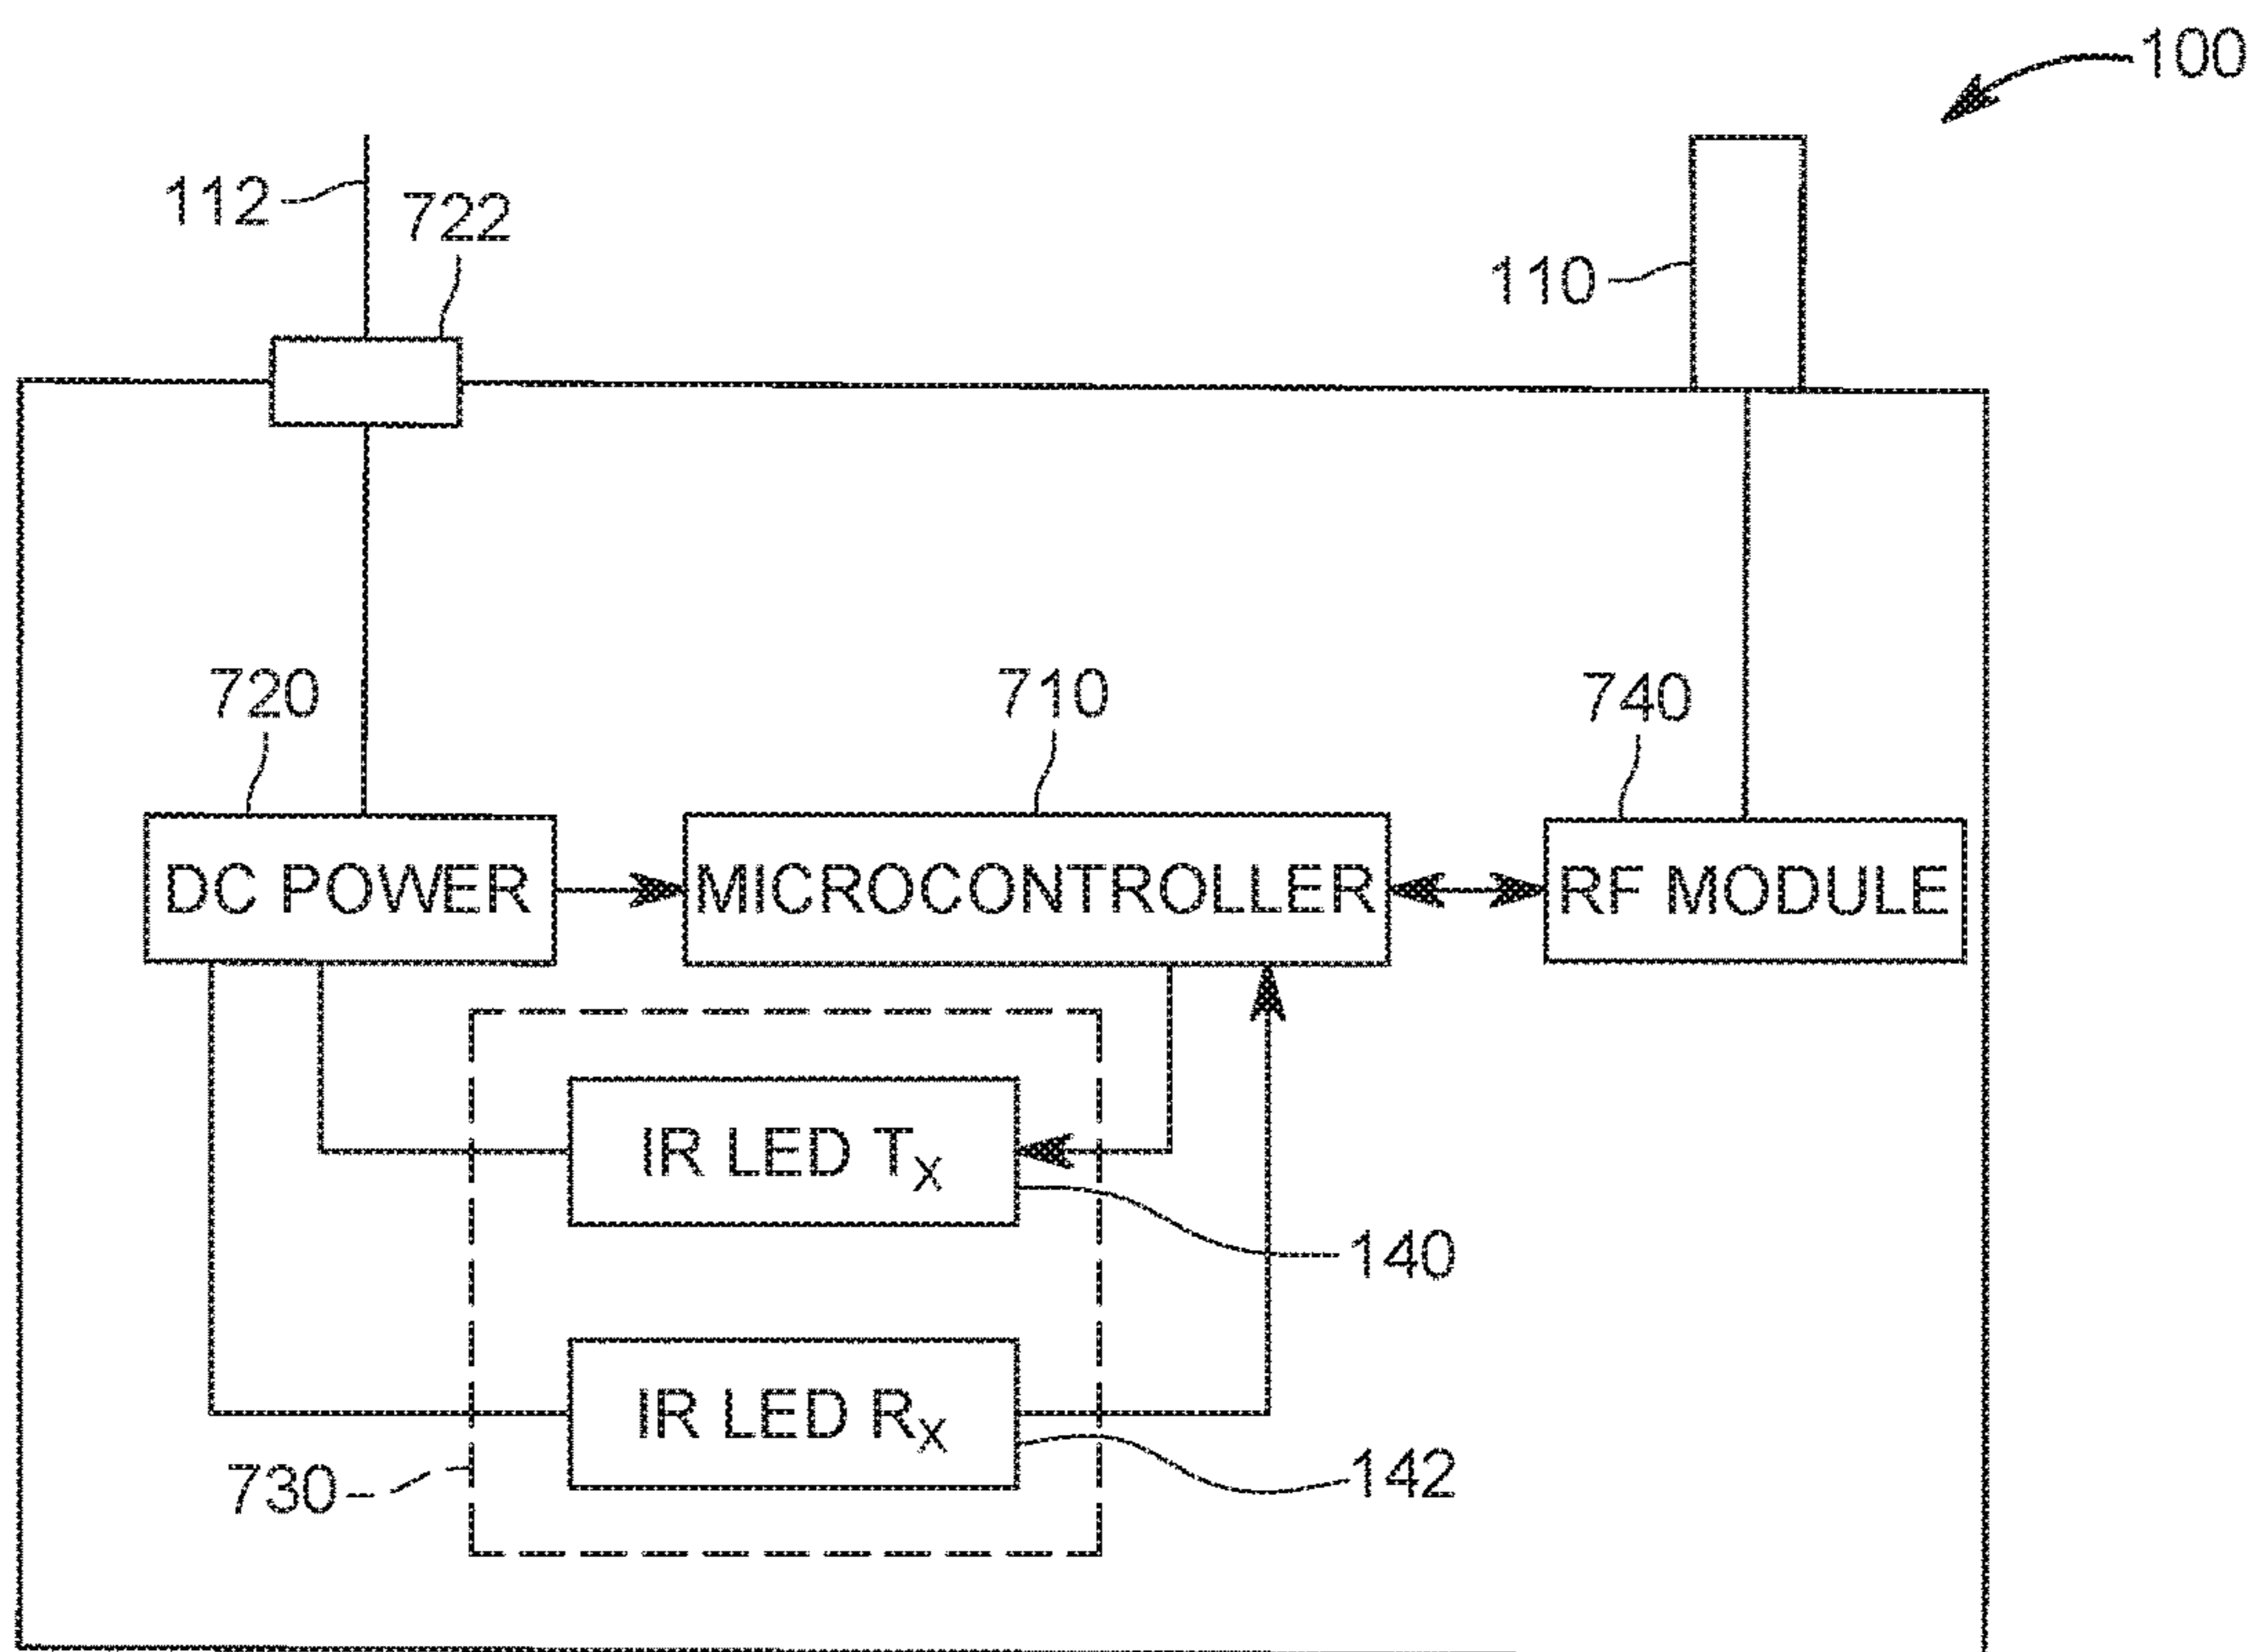 100
112
722
110
720
710
740
DC POWER
MICROCONTROLLER
RF MODULE
IR LED TX
140
IR LED RX
730
142